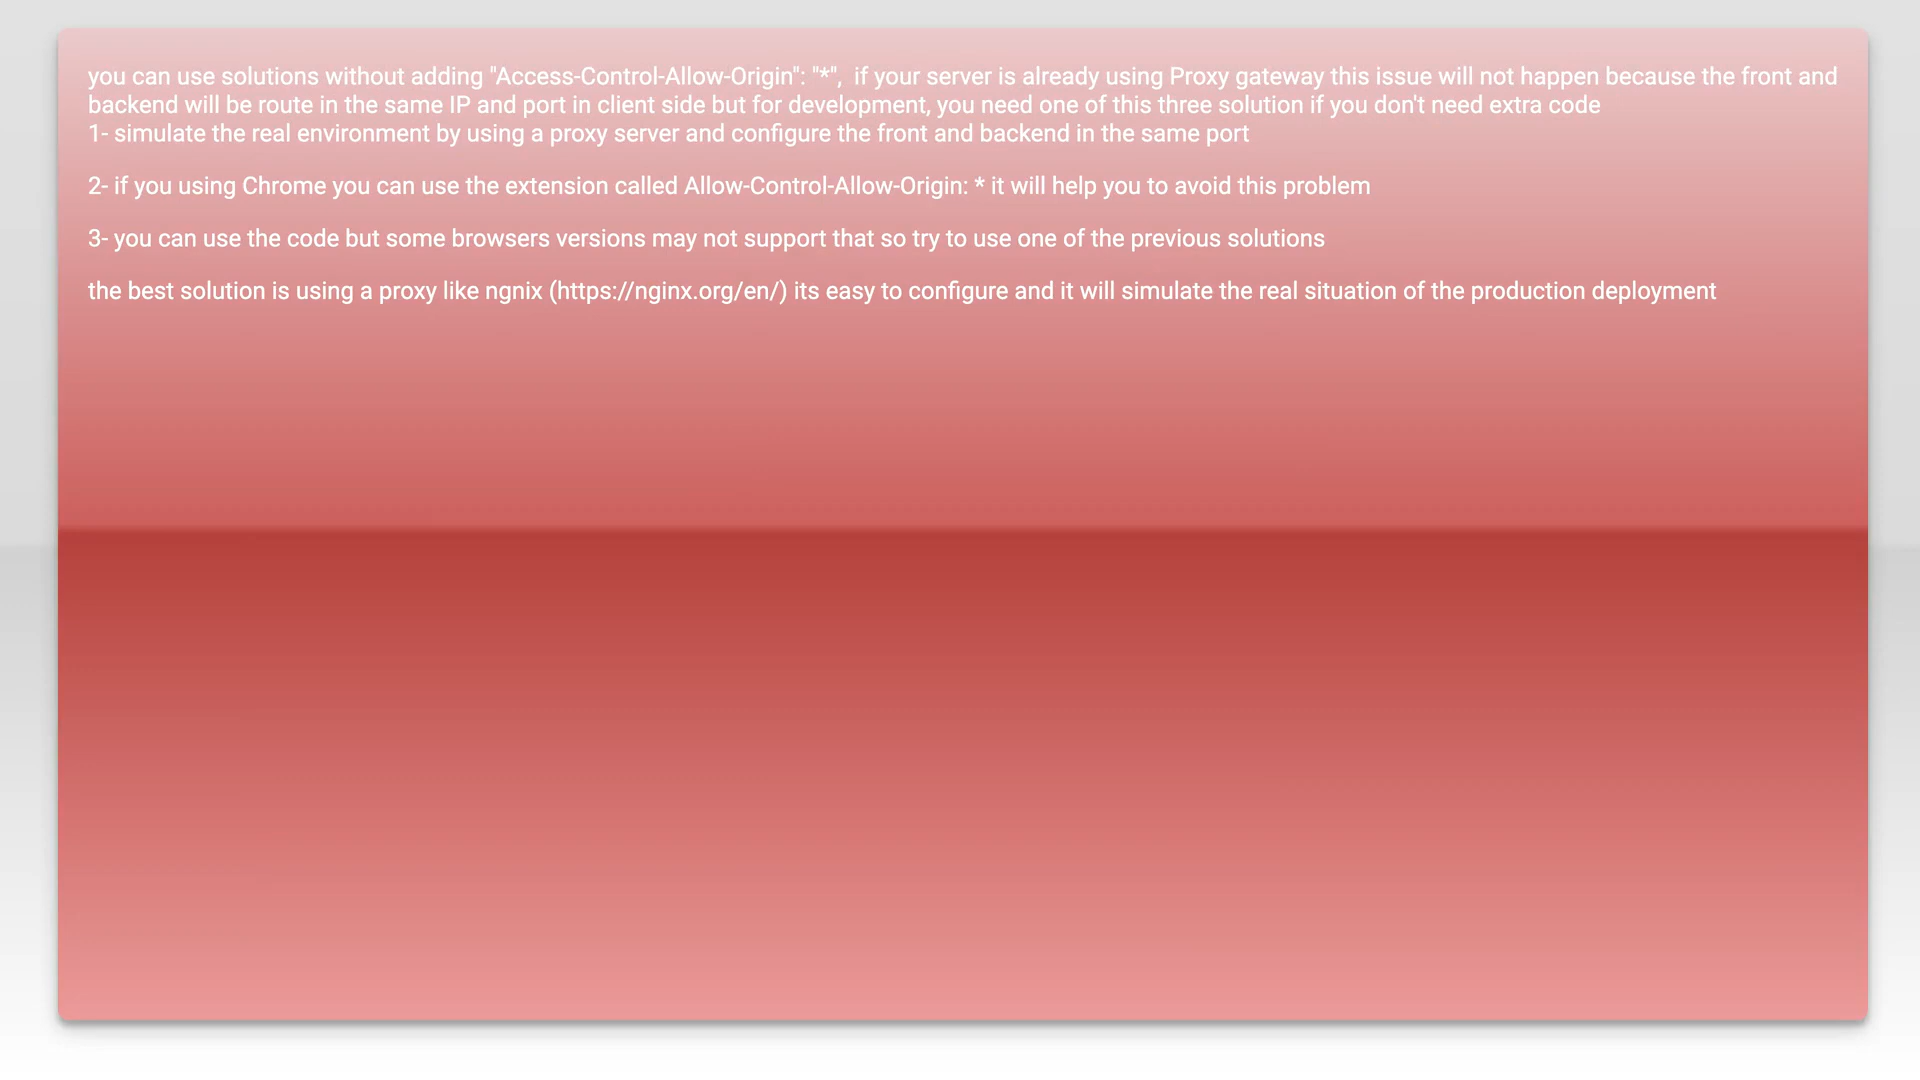 you can use solutions without adding "Access-Control-Allow-Origin": "*",  if your server is already using Proxy gateway this issue will not happen because the front and
backend will be route in the same IP and port in client side but for development, you need one of this three solution if you don't need extra code
1- simulate the real environment by using a proxy server and configure the front and backend in the same port
2- if you using Chrome you can use the extension called Allow-Control-Allow-Origin: * it will help you to avoid this problem
3- you can use the code but some browsers versions may not support that so try to use one of the previous solutions
the best solution is using a proxy like ngnix (https://nginx.org/en/) its easy to configure and it will simulate the real situation of the production deployment